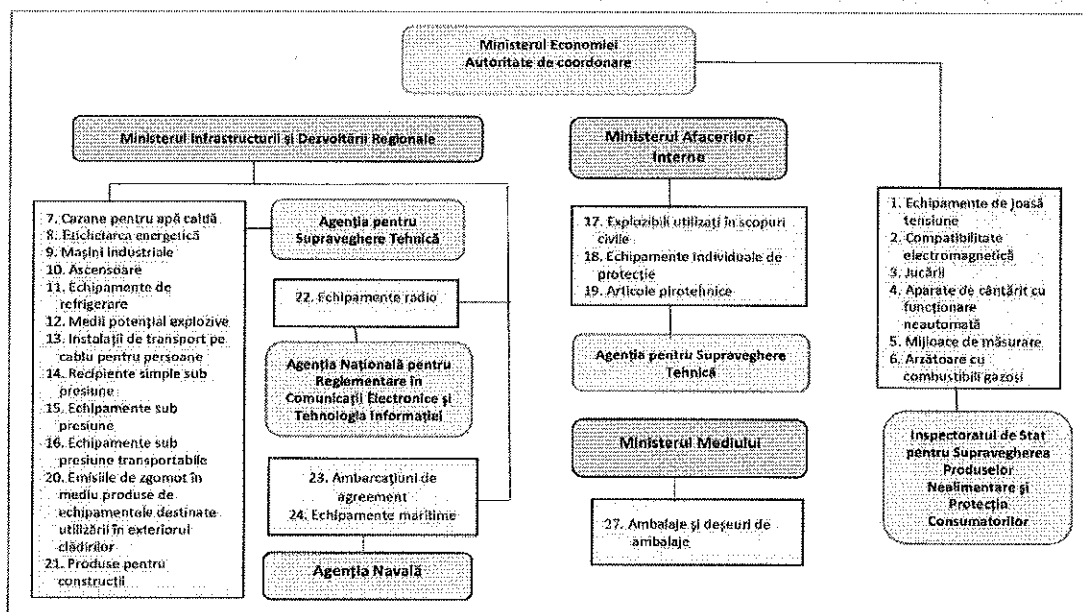 Ministerul Economiei
Autoritate de coordonare
Ministerul Infrastructurii și Dezvoltării Regionale
7. Cazane pentru apă caldă
8. Etichetarea energetică
9. Mașini industriale
10. Ascensoare
11. Echipamente de
refrigerare
12. Medii potențial explozive
13. Instalații de transport pe
cablu pentru persoane
14. Recipiente simple sub
presiune
15. Echipamente sub
presiune
16. Echipamente sub
presiune transportabile
20. Emisiile de zgomot în
mediu produse de
echipamentele destinate
utilizării în exteriorul
clădirilor
21. Produse pentru
construcții
Agenția pentru
Supraveghere Tehnică
22. Echipamente radio
Agenția Națională pentru
Reglementare în
Comunicații Electronice și
Tehnologia Informației
23. Ambarcațiuni de
agrement
24. Echipamente maritime
Agenția Navală
Ministerul Afacerilor
Interne
17. Explozibili utilizați în scopuri
civile
18. Echipamente individuale de
protecție
19. Articole pirotehnice
Agenția pentru Supraveghere
Tehnică
Ministerul Mediului
27. Ambalaje și deșeuri de
ambalaje
1. Echipamente de joasă
tensiune
2. Compatibilitate
electromagnetică
3. Jucării
4. Aparate de cântărit cu
funcționare
neautomată
5. Mijloace de măsurare
6. Arzătoare cu
combustibili gazoși
Inspectoratul de Stat
pentru Supravegherea
Produselor
Nealimentare și
Protecția
Consumatorilor